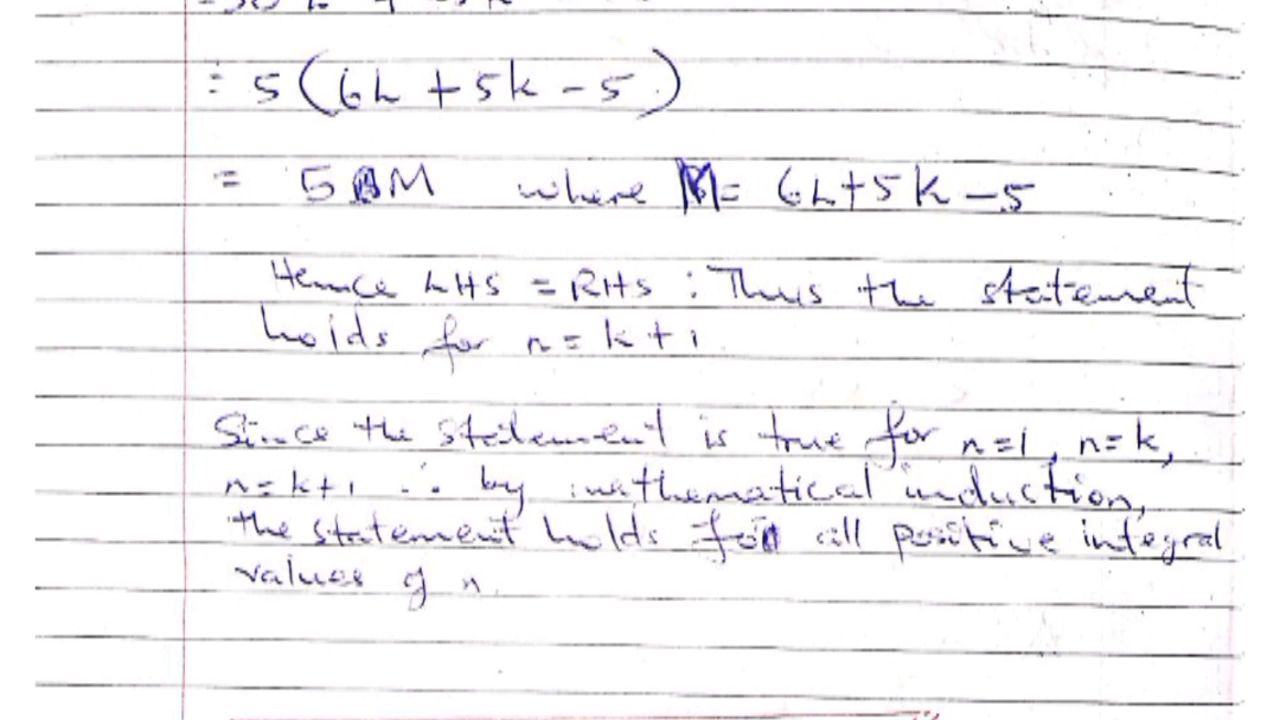 = 5 (6L + 5k - 5)
= 5M where M = 6L + 5k - 5
Hence LHS = RHS : Thus the statement
holds for n = k + 1
Since the statement is true for n = 1, n = k,
n = k + 1 ∴ by mathematical induction,
the statement holds for all positive integral
values of n.